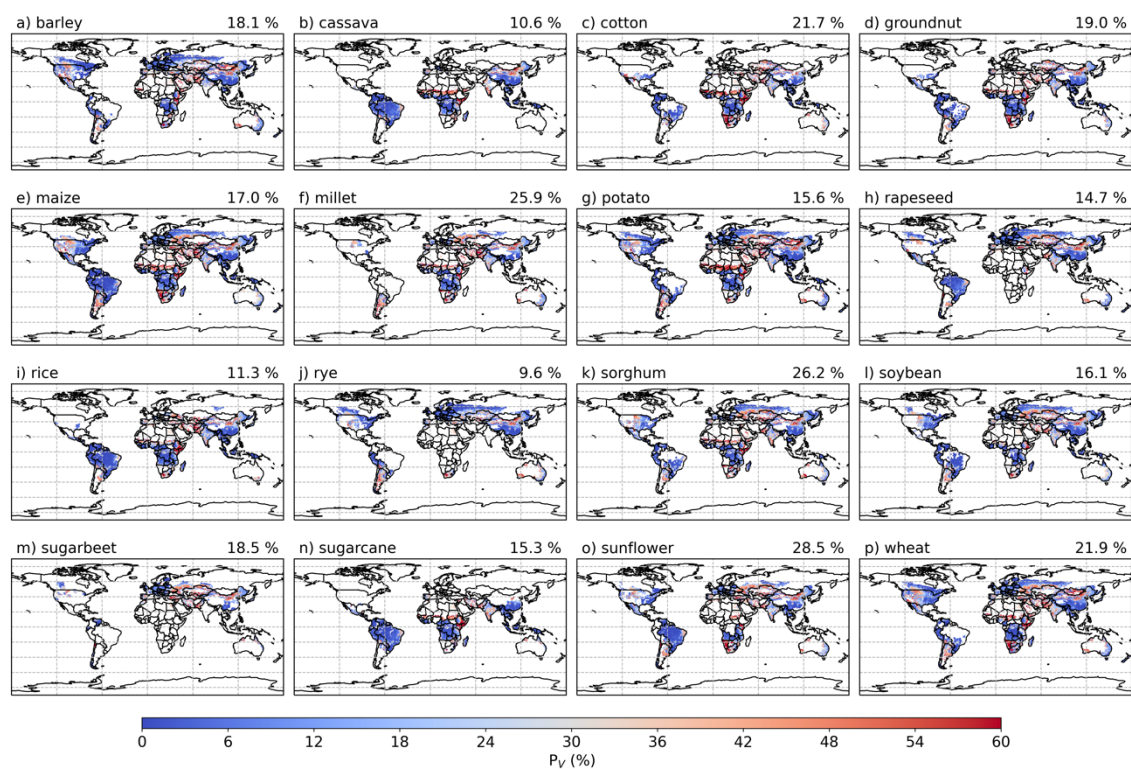 a) barley 18.1 %
b) cassava 10.6 %
c) cotton 21.7 %
d) groundnut 19.0 %
e) maize 17.0 %
f) millet 25.9 %
g) potato 15.6 %
h) rapeseed 14.7 %
i) rice 11.3 %
j) rye 9.6 %
k) sorghum 26.2 %
l) soybean 16.1 %
m) sugarbeet 18.5 %
n) sugarcane 15.3 %
o) sunflower 28.5 %
p) wheat 21.9 %
0 6 12 18 24 30 36 42 48 54 60
P_V (%)